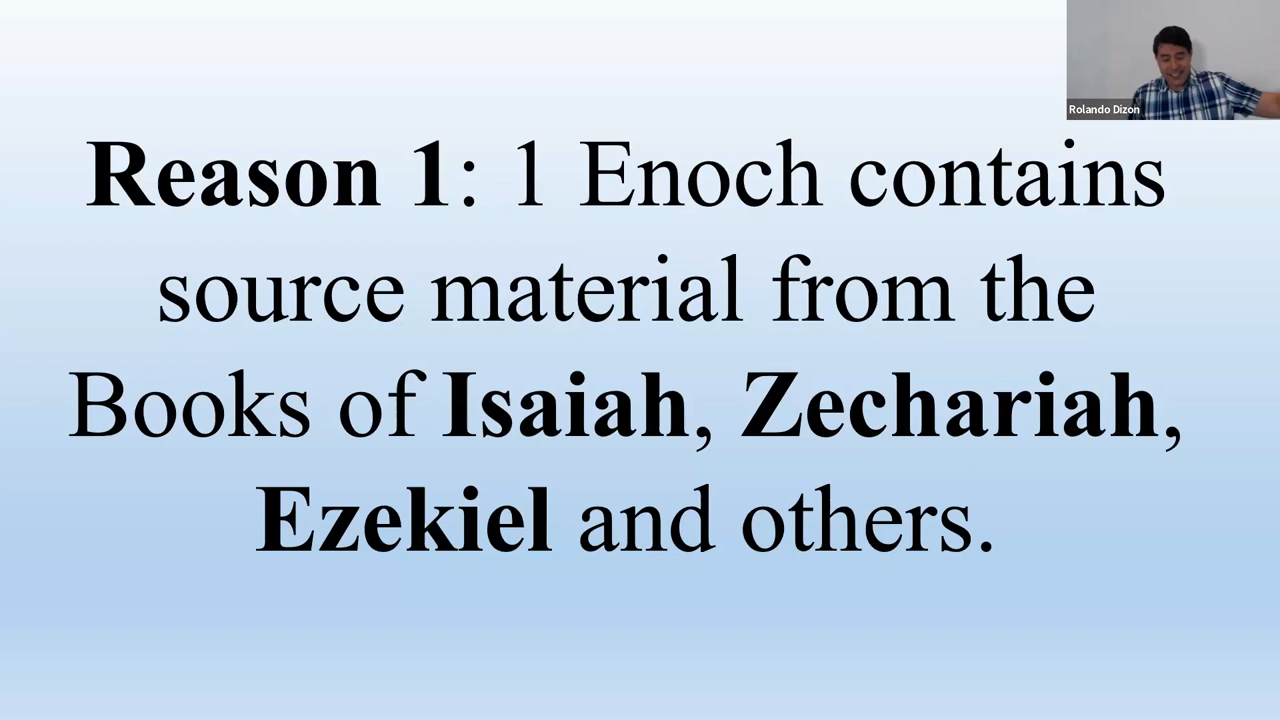 Rolando Dizon
Reason 1: 1 Enoch contains
source material from the
Books of Isaiah, Zechariah,
Ezekiel and others.